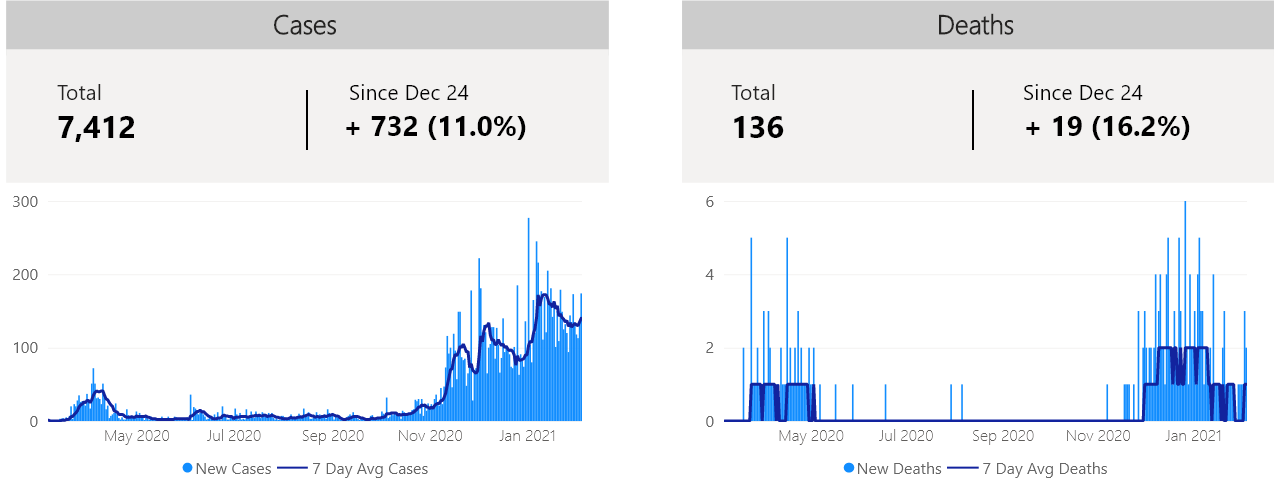 Cases
Total
Since Dec 24
7,412
+ 732 (11.0%)
300
200
100
0
May 2020 Jul 2020 Sep 2020 Nov 2020 Jan 2021
New Cases 7 Day Avg Cases
Deaths
Total
Since Dec 24
136
+ 19 (16.2%)
6
4
2
0
May 2020 Jul 2020 Sep 2020 Nov 2020 Jan 2021
New Deaths 7 Day Avg Deaths